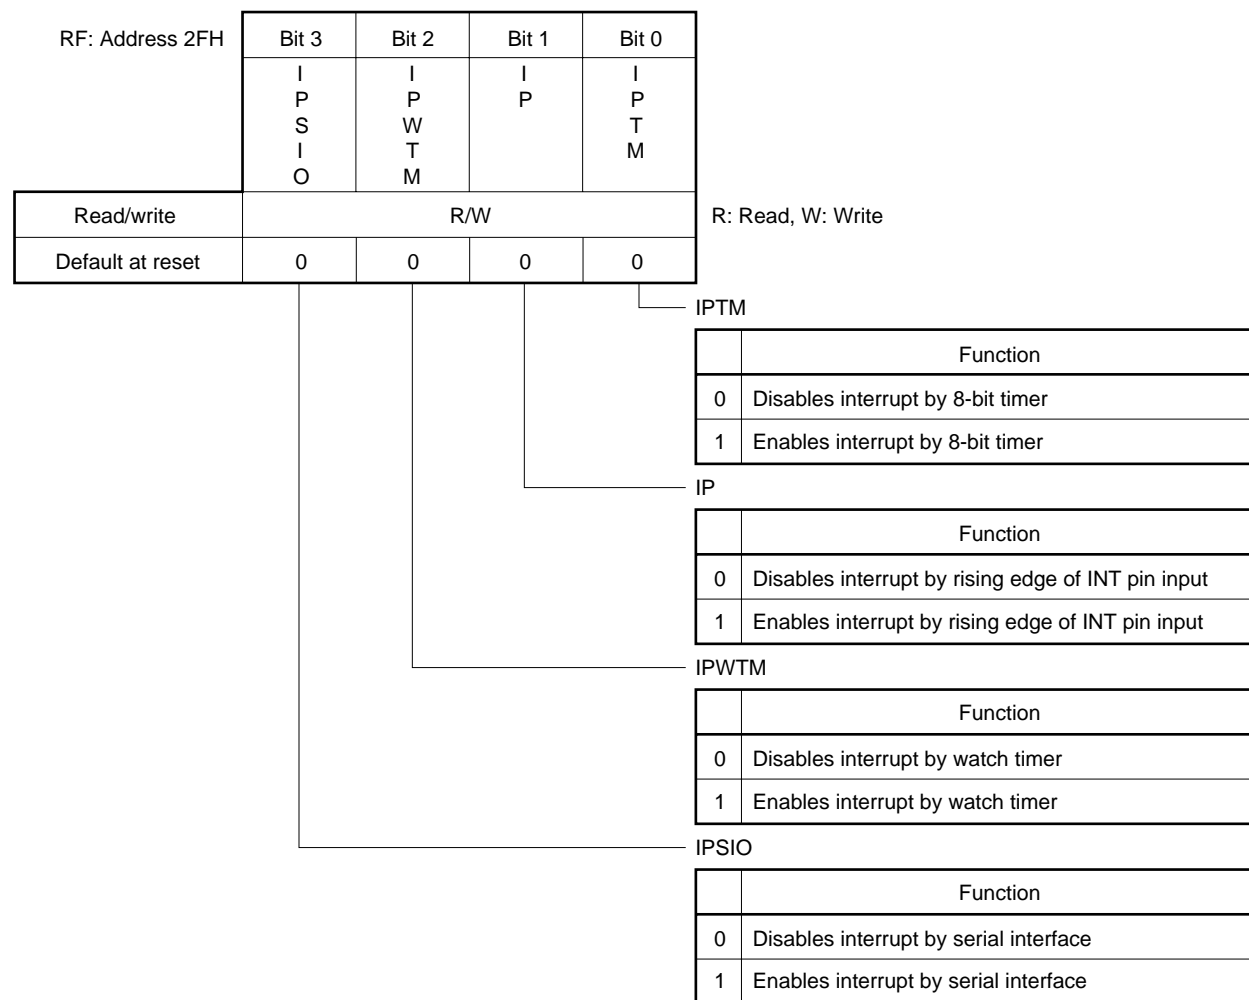 RF: Address 2FH Bit 3 Bit 2 Bit 1 Bit 0
IPSIO IPWTM IP IPTM
Read/write R/W R: Read, W: Write
Default at reset 0 0 0 0
IPTM
Function
0 Disables interrupt by 8-bit timer
1 Enables interrupt by 8-bit timer
IP
Function
0 Disables interrupt by rising edge of INT pin input
1 Enables interrupt by rising edge of INT pin input
IPWTM
Function
0 Disables interrupt by watch timer
1 Enables interrupt by watch timer
IPSIO
Function
0 Disables interrupt by serial interface
1 Enables interrupt by serial interface